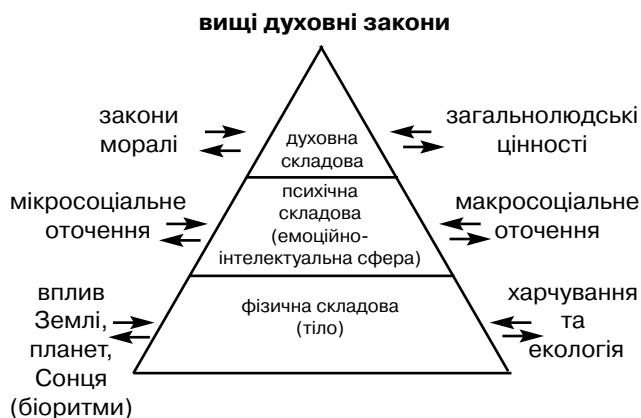 вищі духовні закони
закони
моралі
духовна
складова
загальнолюдські
цінності
мікросоціальне
оточення
психічна
складова
(емоційно-
інтелектуальна сфера)
макросоціальне
оточення
вплив
Землі,
планет,
Сонця
(біоритми)
фізична складова
(тіло)
харчування
та
екологія